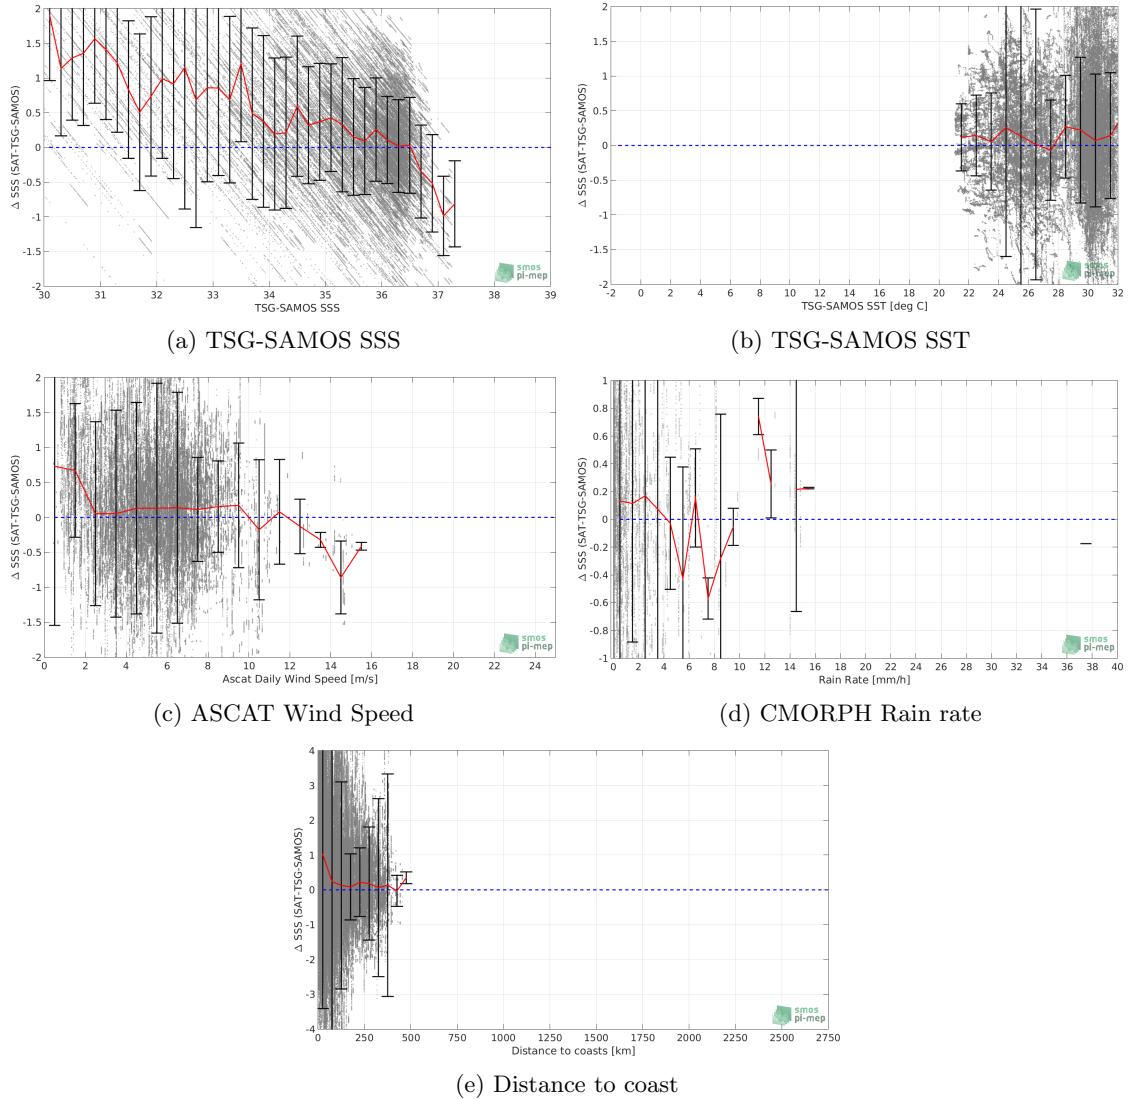 2
1.5
1
0.5
0
-0.5
-1
-1.5
-2
Δ SSS (SAT-TSG-SAMOS)
30 31 32 33 34 35 36 37 38 39
TSG-SAMOS SSS
smos
pi-mep
(a) TSG-SAMOS SSS
2
1.5
1
0.5
0
-0.5
-1
-1.5
-2
Δ SSS (SAT-TSG-SAMOS)
-2 0 2 4 6 8 10 12 14 16 18 20 22 24 26 28 30 32
TSG-SAMOS SST [deg C]
smos
pi-mep
(b) TSG-SAMOS SST
2
1.5
1
0.5
0
-0.5
-1
-1.5
-2
Δ SSS (SAT-TSG-SAMOS)
0 2 4 6 8 10 12 14 16 18 20 22 24
Ascat Daily Wind Speed [m/s]
smos
pi-mep
(c) ASCAT Wind Speed
1
0.8
0.6
0.4
0.2
0
-0.2
-0.4
-0.6
-0.8
-1
Δ SSS (SAT-TSG-SAMOS)
0 2 4 6 8 10 12 14 16 18 20 22 24 26 28 30 32 34 36 38 40
Rain Rate [mm/h]
smos
pi-mep
(d) CMORPH Rain rate
4
3
2
1
0
-1
-2
-3
-4
Δ SSS (SAT-TSG-SAMOS)
0 250 500 750 1000 1250 1500 1750 2000 2250 2500 2750
Distance to coasts [km]
smos
pi-mep
(e) Distance to coast